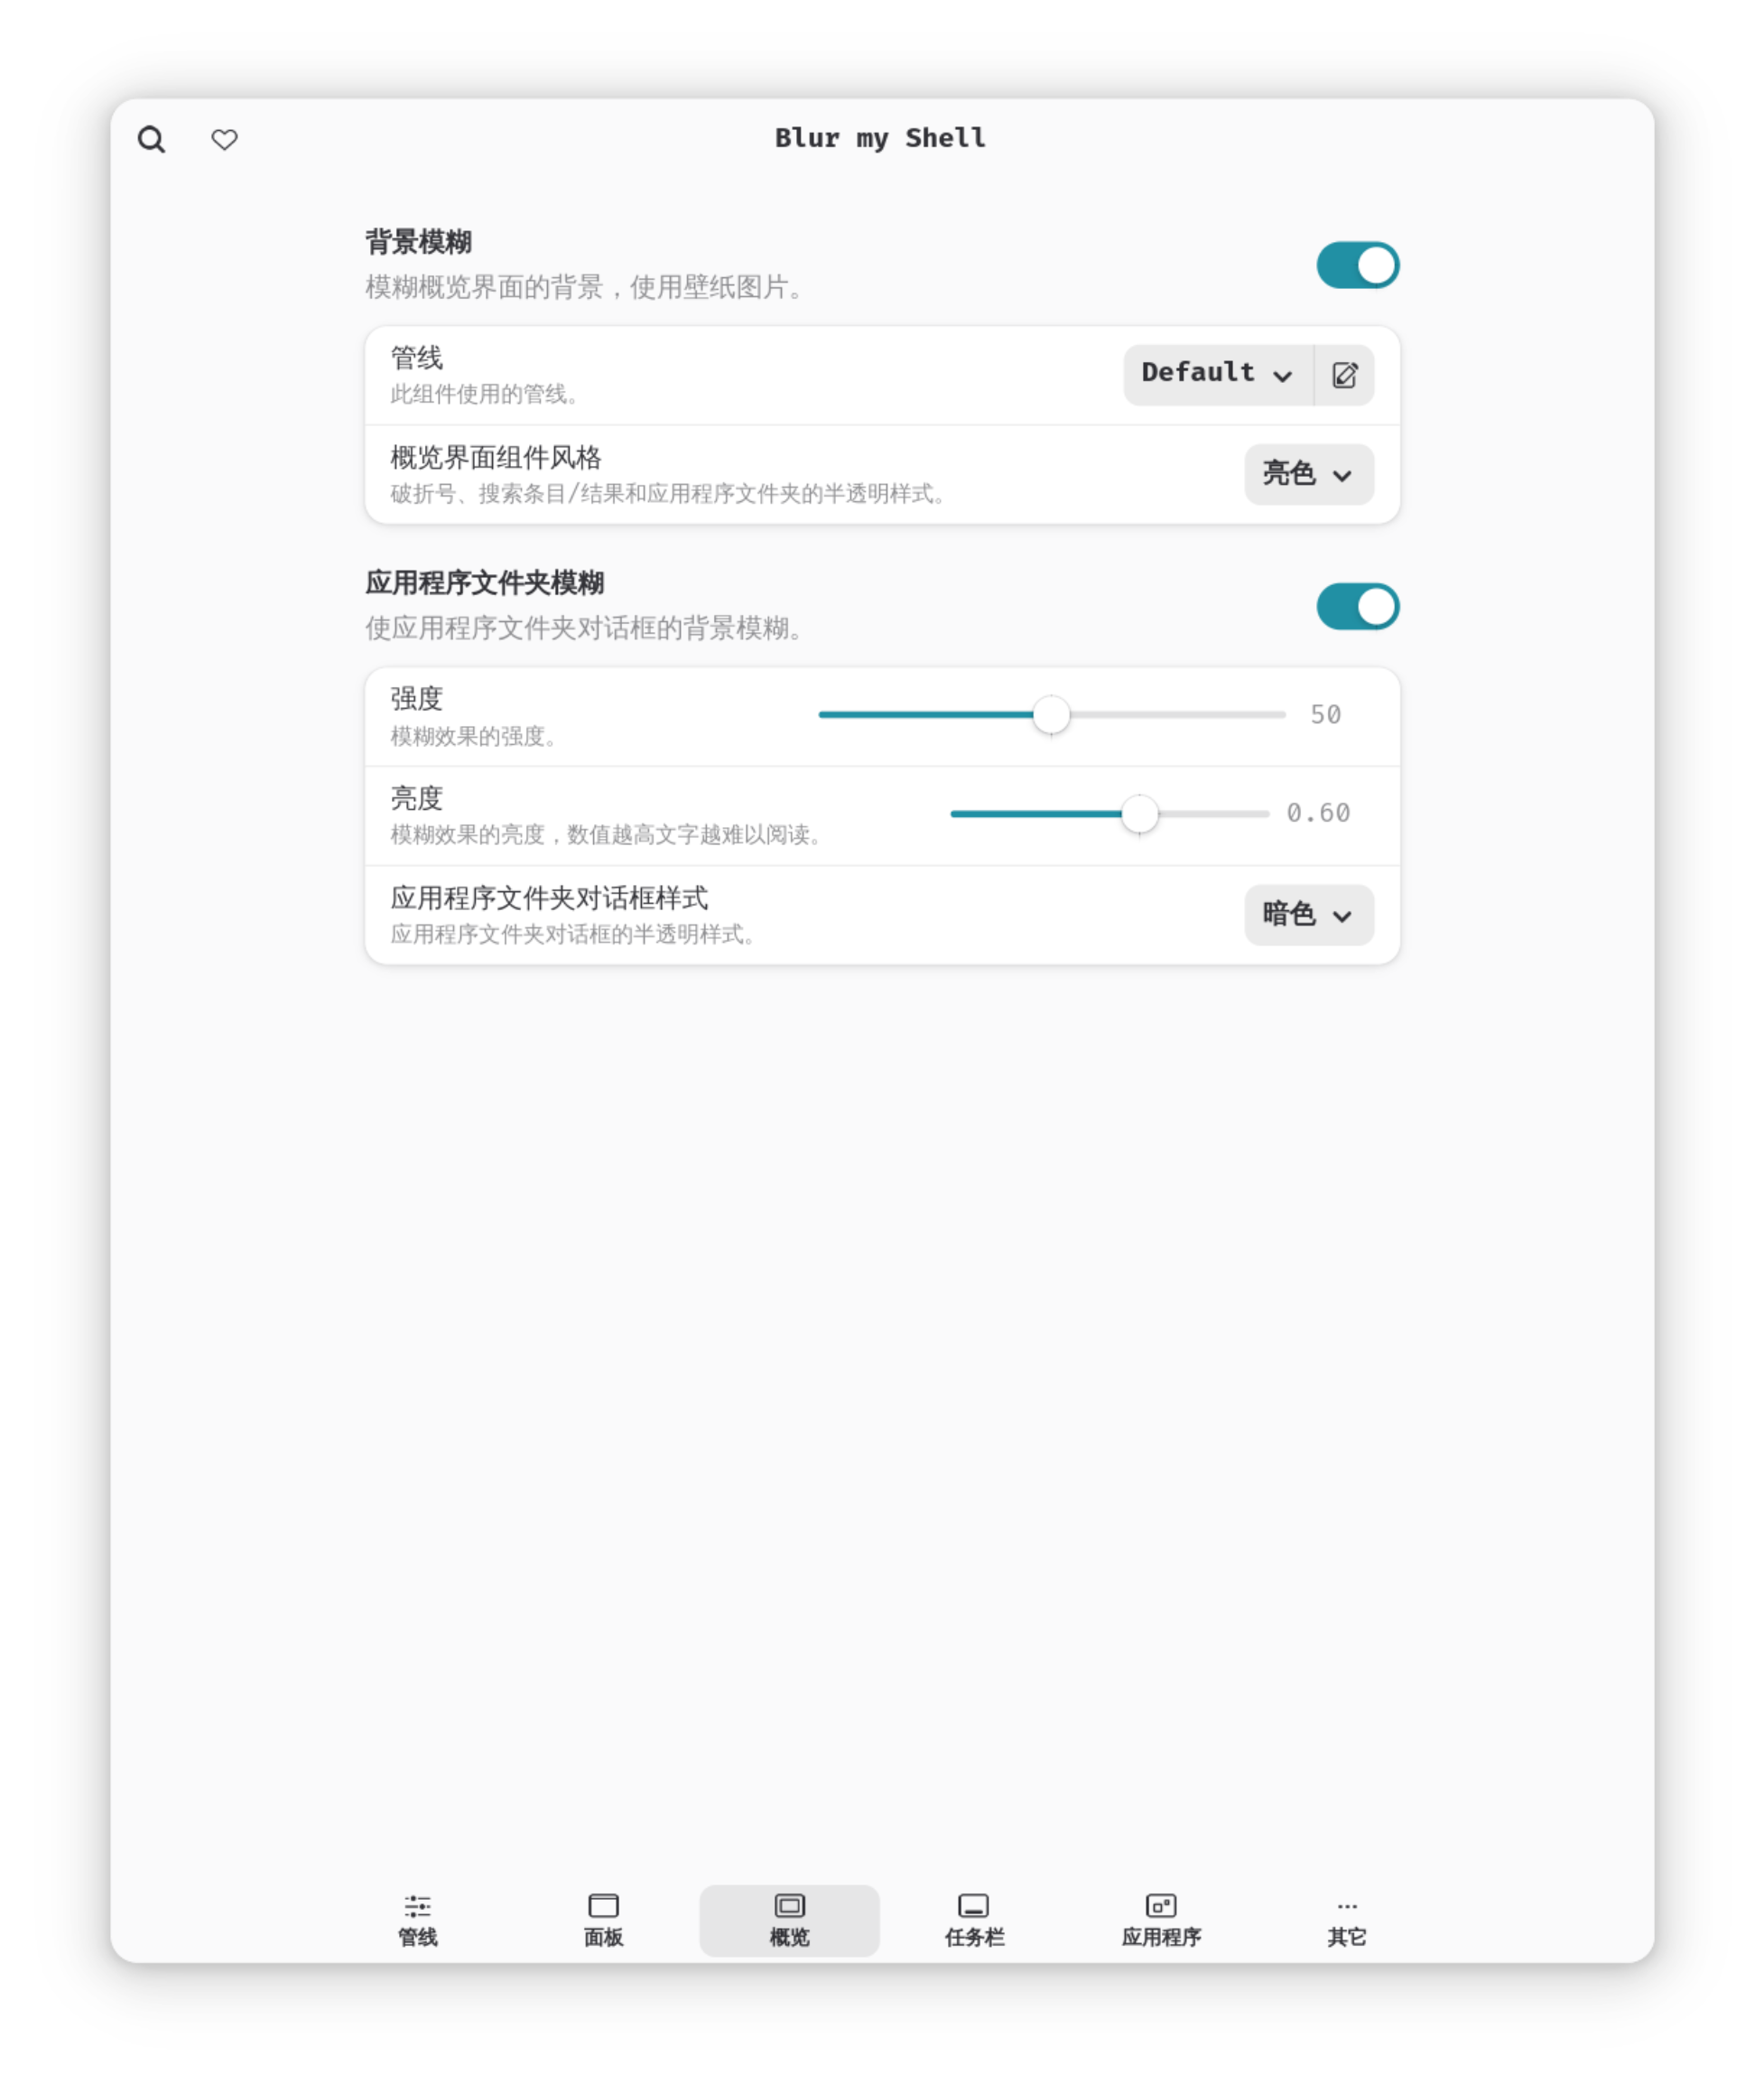 Blur my Shell
背景模糊
模糊概览界面的背景，使用壁纸图片。
管线
此组件使用的管线。
Default
概览界面组件风格
破折号、搜索条目/结果和应用程序文件夹的半透明样式。
亮色
应用程序文件夹模糊
使应用程序文件夹对话框的背景模糊。
强度
模糊效果的强度。
50
亮度
模糊效果的亮度，数值越高文字越难以阅读。
0.60
应用程序文件夹对话框样式
应用程序文件夹对话框的半透明样式。
暗色
管线
面板
概览
任务栏
应用程序
其它